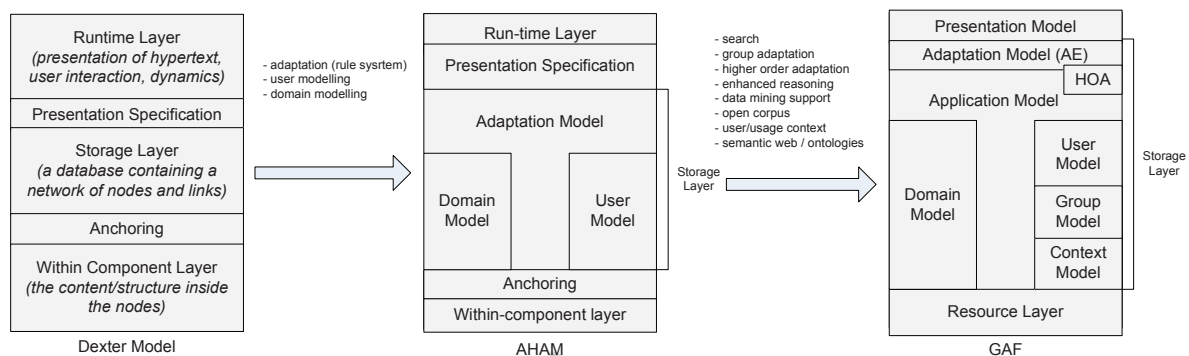 Runtime Layer
(presentation of hypertext,
user interaction, dynamics)
Presentation Specification
Storage Layer
(a database containing a
network of nodes and links)
Anchoring
Within Component Layer
(the content/structure inside
the nodes)
Dexter Model
- adaptation (rule sysrtem)
- user modelling
- domain modelling
Run-time Layer
Presentation Specification
Adaptation Model
Domain
Model
User
Model
Anchoring
Within-component layer
AHAM
Storage
Layer
- search
- group adaptation
- higher order adaptation
- enhanced reasoning
- data mining support
- open corpus
- user/usage context
- semantic web / ontologies
Presentation Model
Adaptation Model (AE)
HOA
Application Model
Domain
Model
User
Model
Group
Model
Context
Model
Resource Layer
GAF
Storage
Layer